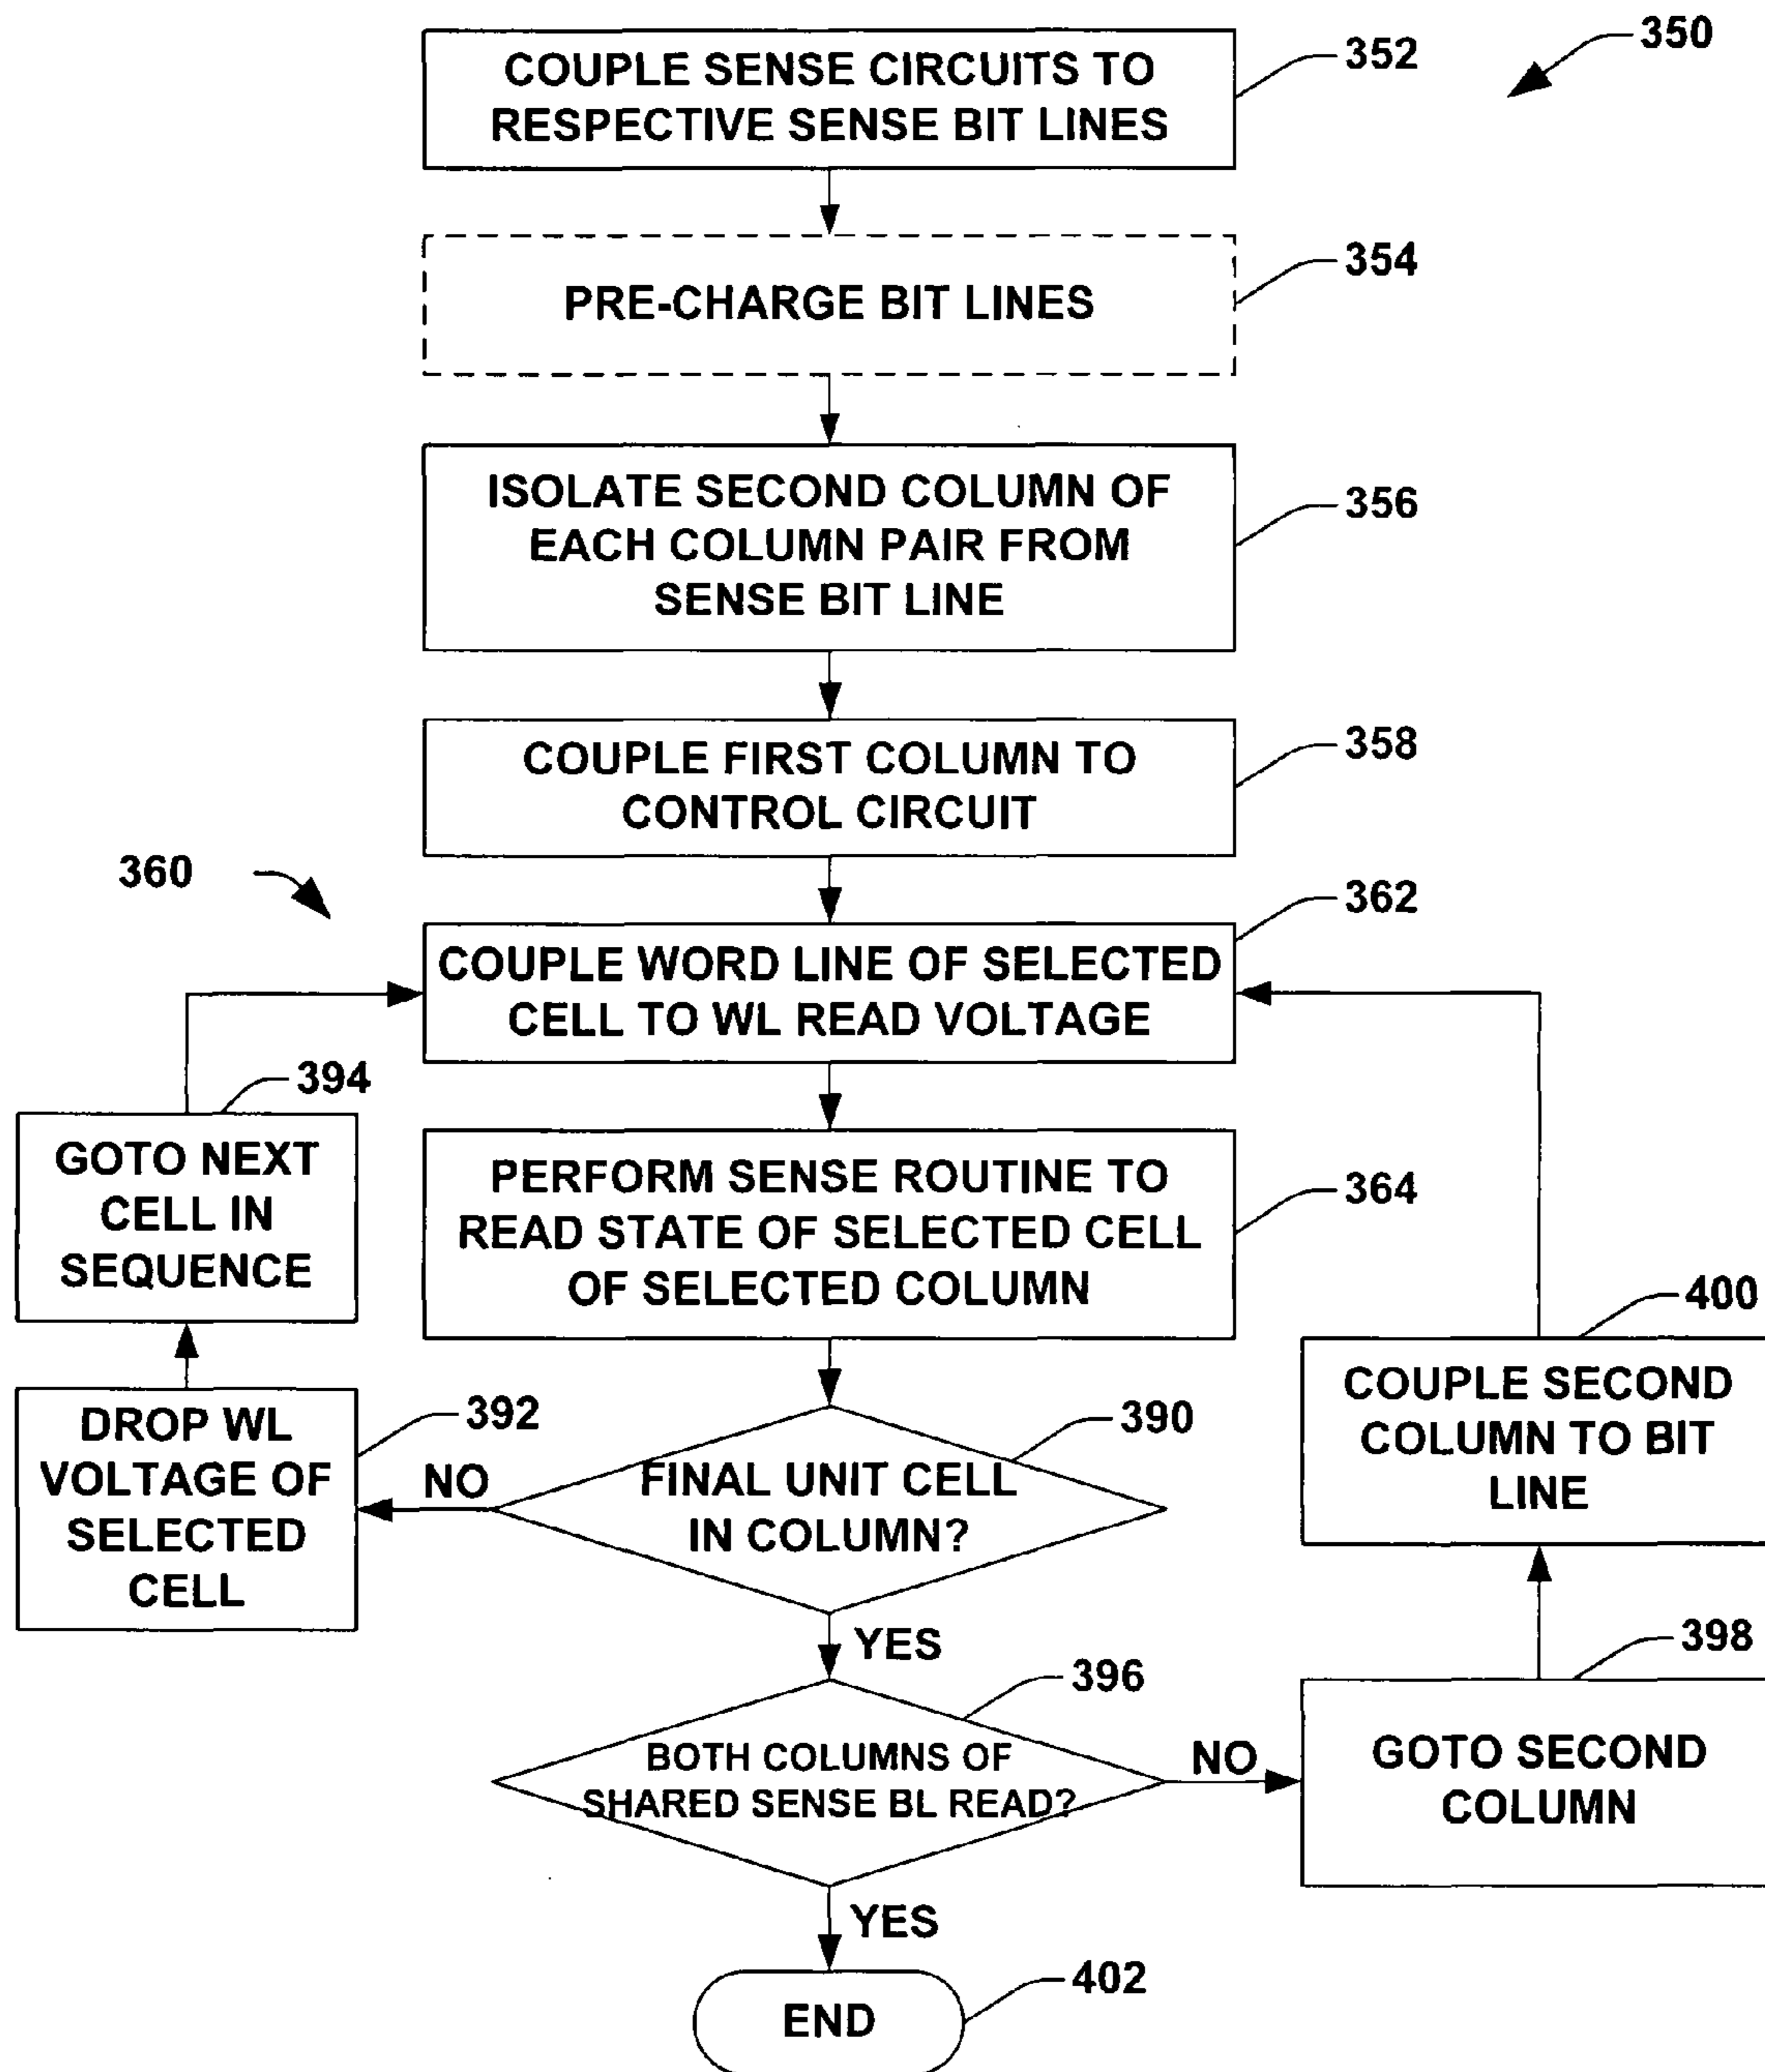 350
COUPLE SENSE CIRCUITS TO
RESPECTIVE SENSE BIT LINES
352
PRE-CHARGE BIT LINES
354
ISOLATE SECOND COLUMN OF
EACH COLUMN PAIR FROM
SENSE BIT LINE
356
COUPLE FIRST COLUMN TO
CONTROL CIRCUIT
358
360
COUPLE WORD LINE OF SELECTED
CELL TO WL READ VOLTAGE
362
PERFORM SENSE ROUTINE TO
READ STATE OF SELECTED CELL
OF SELECTED COLUMN
364
FINAL UNIT CELL
IN COLUMN?
390
NO
DROP WL
VOLTAGE OF
SELECTED
CELL
392
GOTO NEXT
CELL IN
SEQUENCE
394
YES
BOTH COLUMNS OF
SHARED SENSE BL READ?
396
NO
GOTO SECOND
COLUMN
398
COUPLE SECOND
COLUMN TO BIT
LINE
400
YES
END
402